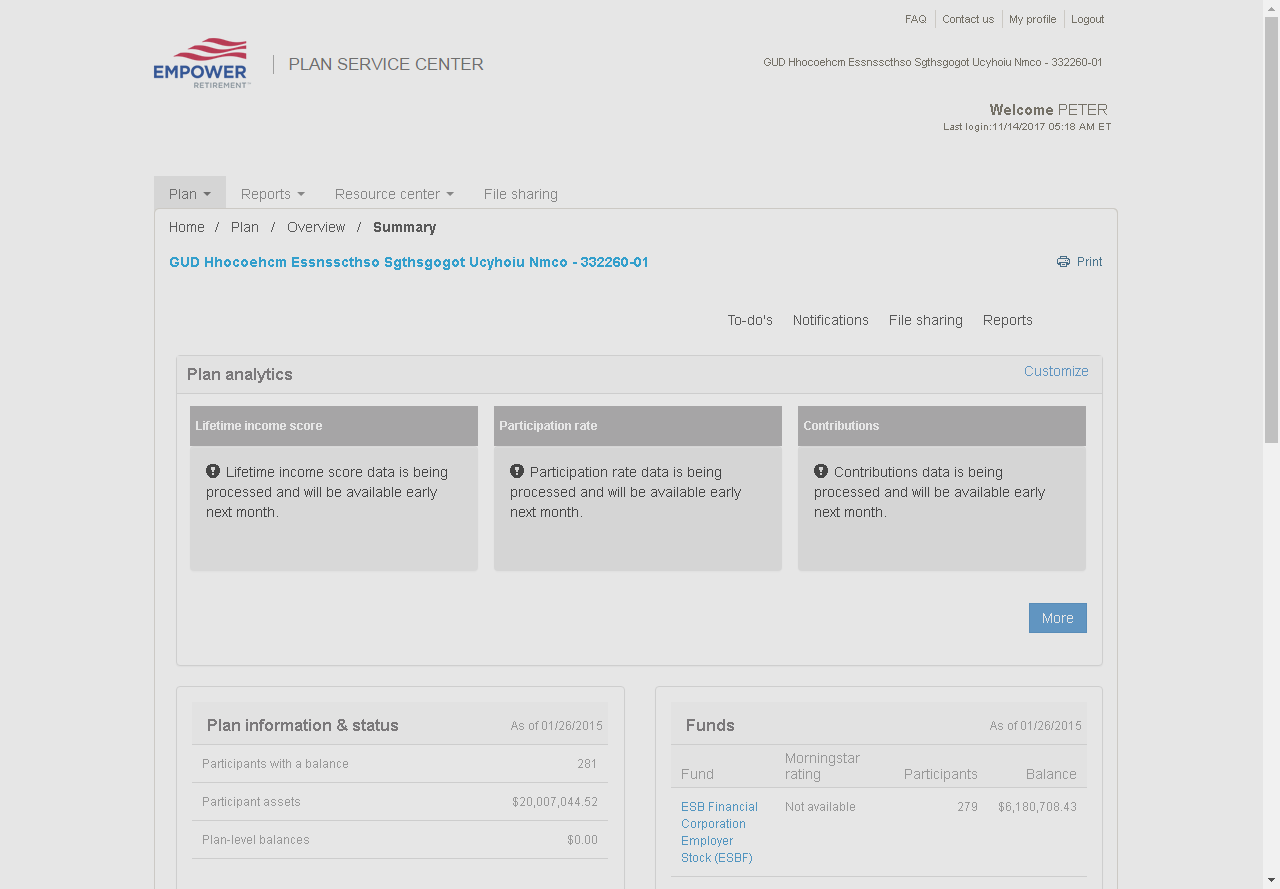 FAQ Contact us My profile Logout
EMPOWER
RETIREMENT™
PLAN SERVICE CENTER
GUD Hhocoehcm Essnsscthso Sgthsgogot Ucyhoiu Nmco - 332260-01
Welcome PETER
Last login:11/14/2017 05:18 AM ET
Plan Reports Resource center File sharing
Home / Plan / Overview / Summary
GUD Hhocoehcm Essnsscthso Sgthsgogot Ucyhoiu Nmco - 332260-01
Print
To-do's Notifications File sharing Reports
Plan analytics
Customize
Lifetime income score
Lifetime income score data is being
processed and will be available early
next month.
Participation rate
Participation rate data is being
processed and will be available early
next month.
Contributions
Contributions data is being
processed and will be available early
next month.
More
Plan information & status As of 01/26/2015
Participants with a balance 281
Participant assets $20,007,044.52
Plan-level balances $0.00
Funds As of 01/26/2015
Fund Morningstar rating Participants Balance
ESB Financial Not available 279 $6,180,708.43
Corporation
Employer
Stock (ESBF)